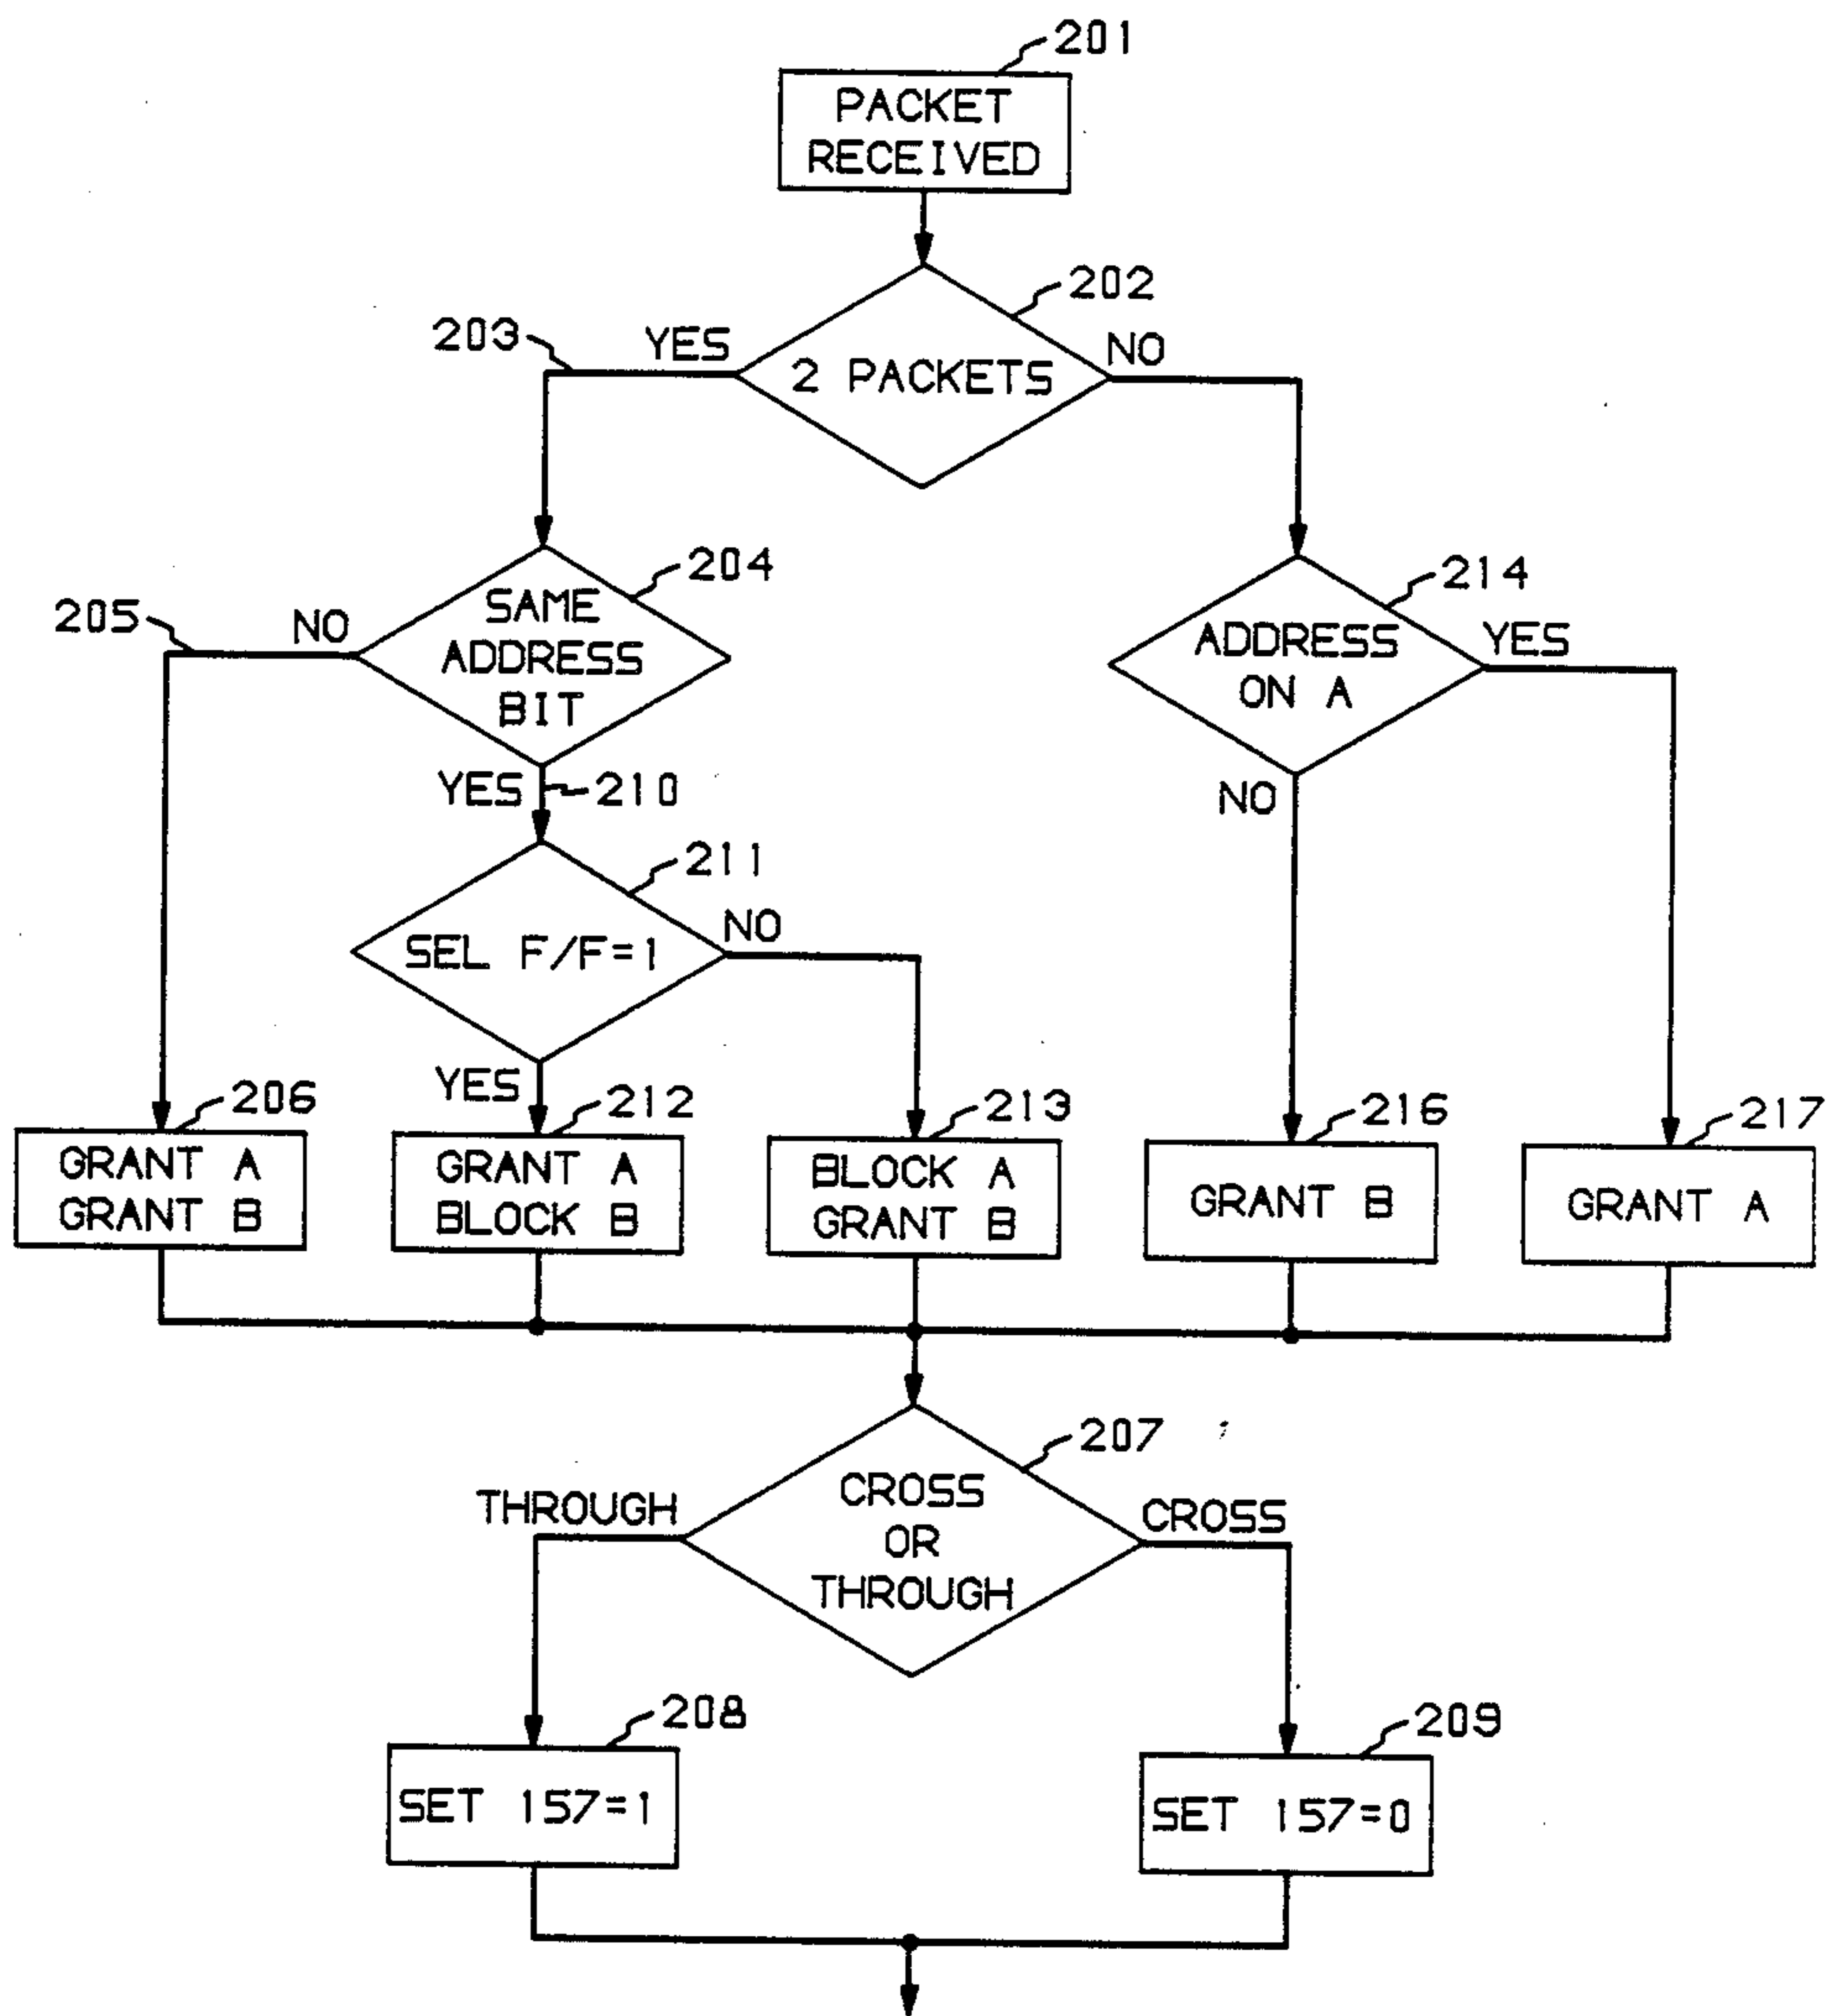 201
PACKET
RECEIVED
202
203
YES
NO
2 PACKETS
204
214
205
NO
SAME
ADDRESS
BIT
ADDRESS
ON A
YES
YES
210
NO
211
SEL F/F=1
NO
YES
206
212
213
216
217
GRANT A
GRANT B
GRANT A
BLOCK B
BLOCK A
GRANT B
GRANT B
GRANT A
207
THROUGH
CROSS
OR
THROUGH
CROSS
208
209
SET 157=1
SET 157=0